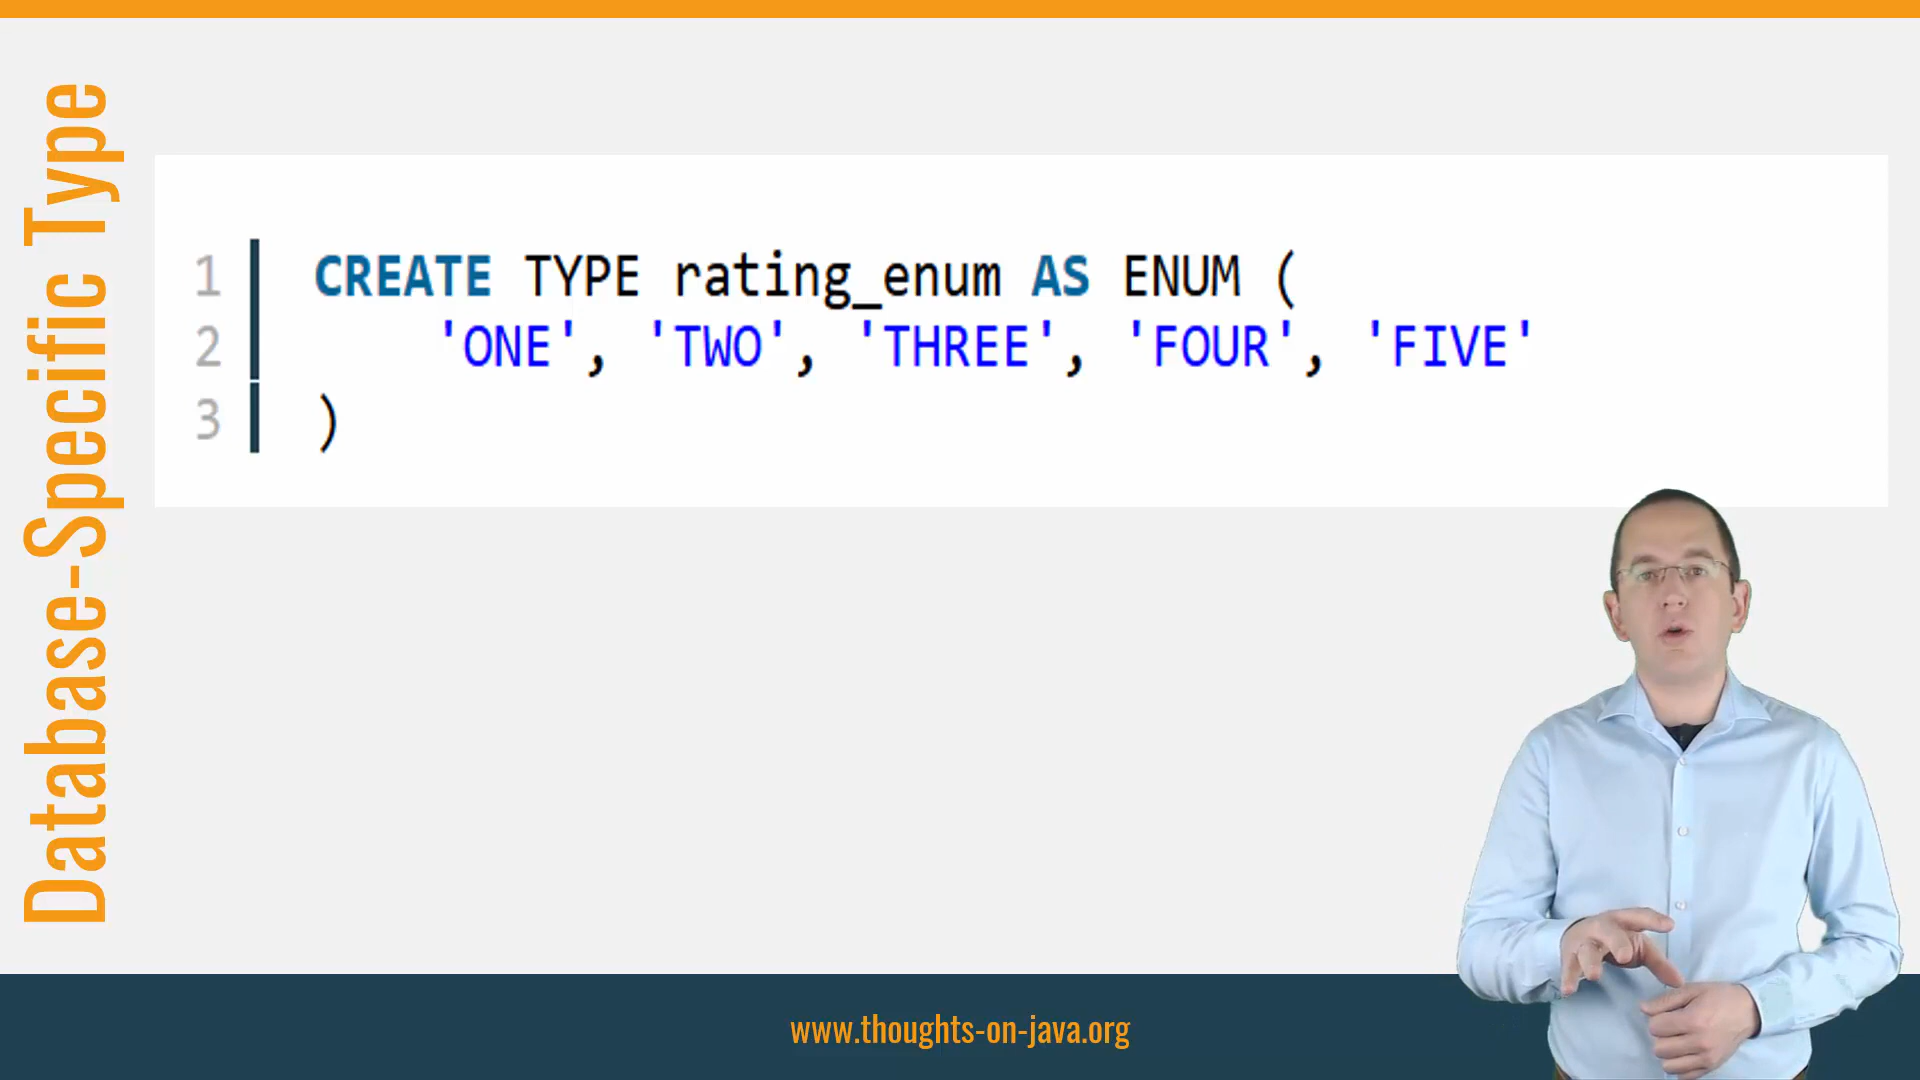 Database-Specific Type
1 CREATE TYPE rating_enum AS ENUM (
2 'ONE', 'TWO', 'THREE', 'FOUR', 'FIVE'
3 )
www.thoughts-on-java.org